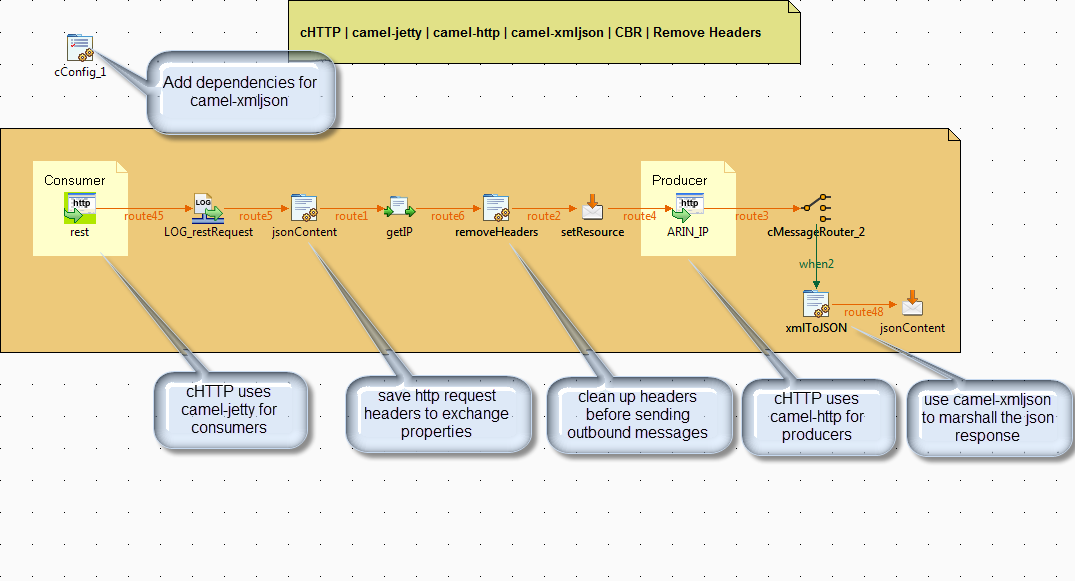 cHTTP | camel-jetty | camel-http | camel-xmljson | CBR | Remove Headers
cConfig_1
Add dependencies for
camel-xmljson
Consumer
http
rest
route45
LOG
LOG_restRequest
route5
jsonContent
route1
getIP
route6
removeHeaders
route2
setResource
route4
Producer
http
ARIN_IP
route3
cMessageRouter_2
when2
xmlToJSON
route48
jsonContent
cHTTP uses
camel-jetty for
consumers
save http request
headers to exchange
properties
clean up headers
before sending
outbound messages
cHTTP uses
camel-http for
producers
use camel-xmljson
to marshall the json
response